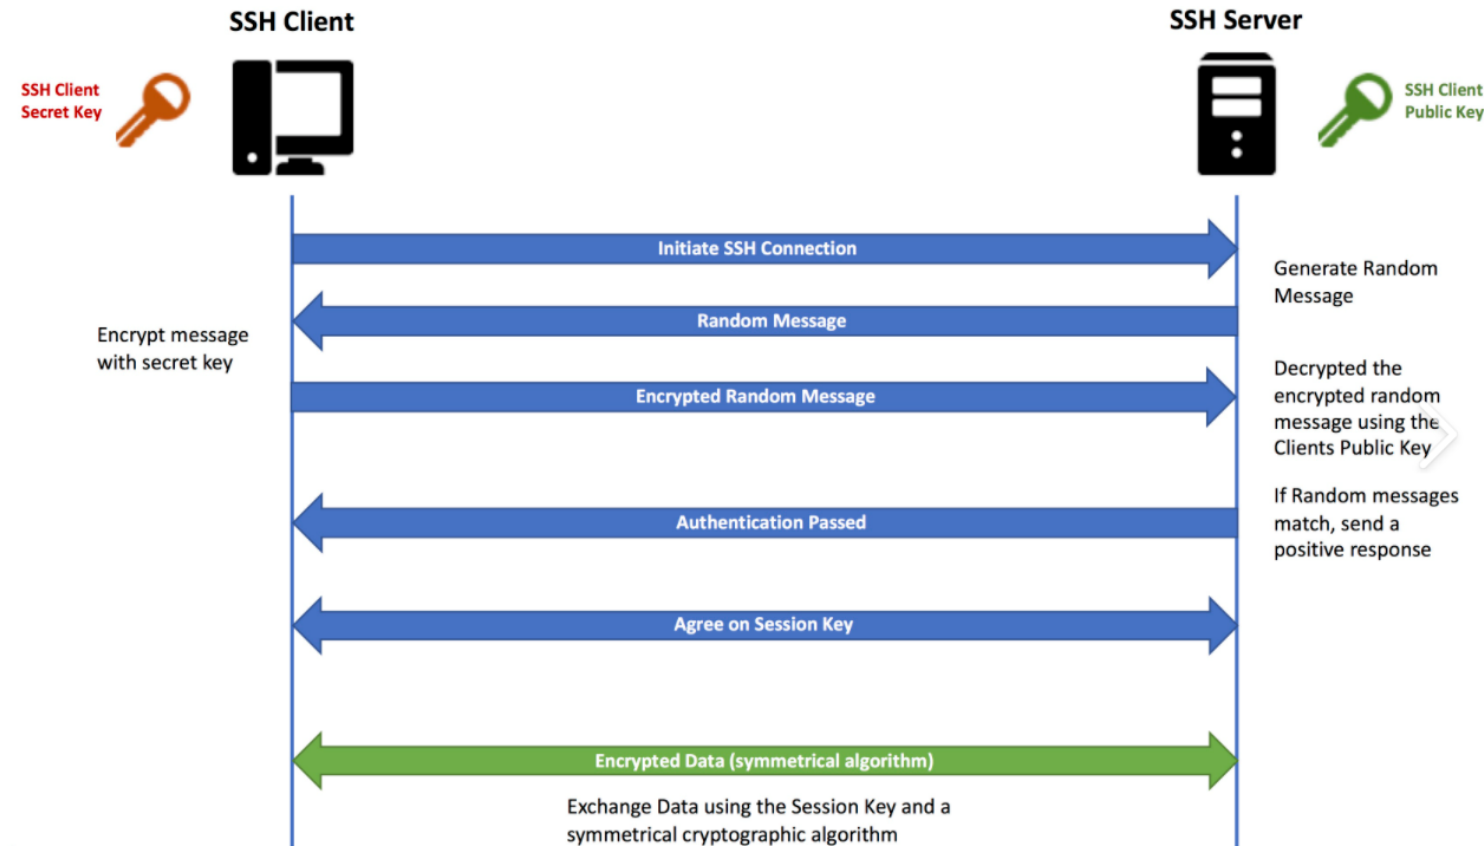 SSH Client
SSH Server
SSH Client
Secret Key
SSH Client
Public Key
Initiate SSH Connection
Generate Random
Message
Random Message
Encrypt message
with secret key
Encrypted Random Message
Decrypted the
encrypted random
message using the
Clients Public Key
Authentication Passed
If Random messages
match, send a
positive response
Agree on Session Key
Encrypted Data (symmetrical algorithm)
Exchange Data using the Session Key and a
symmetrical cryptographic algorithm